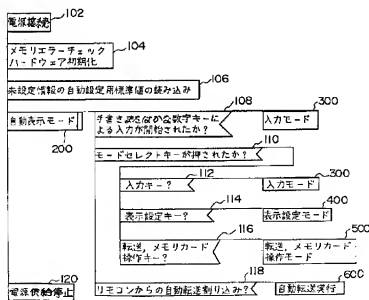 電源接続
102
メモリエラーチェック
ハードウェア初期化
104
未設定情報の自動設定用標準値の読み込み
106
自動表示モード
200
手書き and/or 英数字キーに
よる入力が開始されたか?
108
入力モード
300
モードセレクトキーが押されたか?
110
入力キー?
112
入力モード
300
表示設定キー?
114
表示設定モード
400
転送,メモリカード
操作キー?
116
転送,メモリカード
操作モード
500
電源供給停止
120
リモコンからの自動転送割り込み?
118
自動転送実行
600